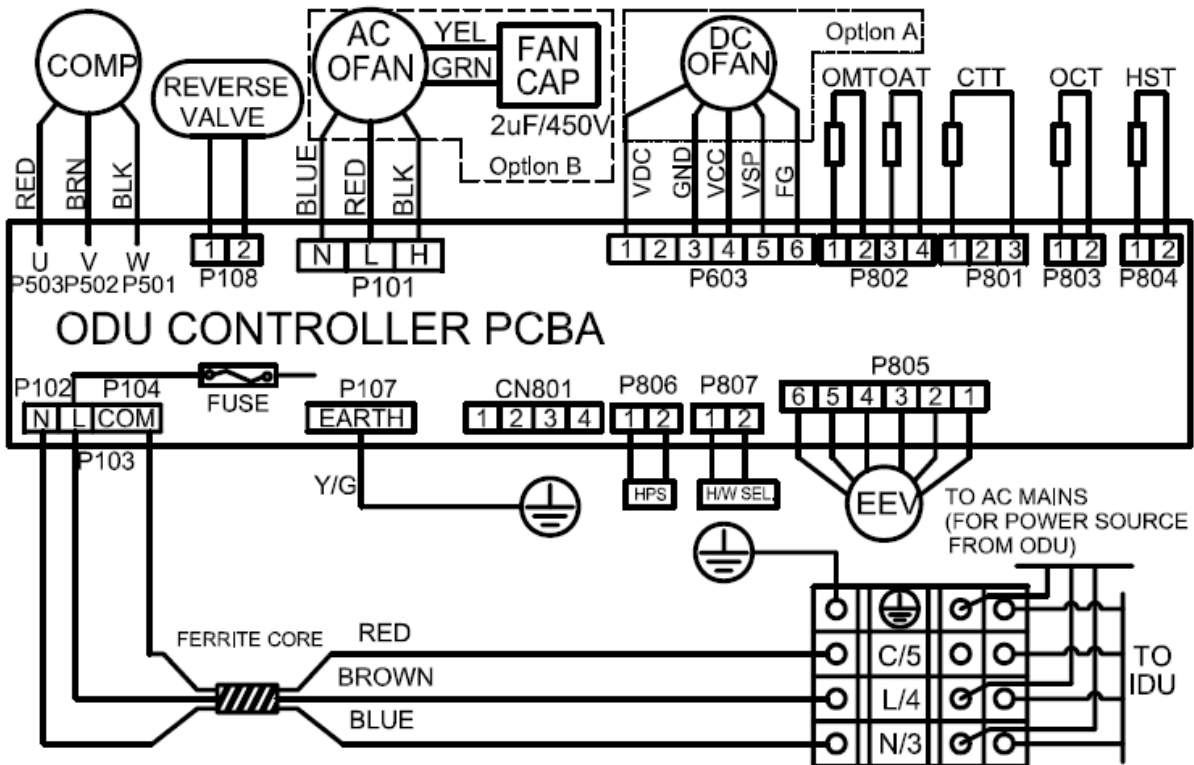 COMP
REVERSE
VALVE
AC
OFAN
YEL
GRN
FAN
CAP
2uF/450V
Option B
DC
OFAN
Option A
OMT
OAT
CTT
OCT
HST
RED
BRN
BLK
BLUE
RED
BLK
VDC
GND
VCC
VSP
FG
U V W
P503 P502 P501
1 2
P108
N L H
P101
1 2 3 4 5 6
P603
1 2 3 4
P802
1 2 3
P801
1 2
P803
1 2
P804
ODU CONTROLLER PCBA
P102
P104
N L COM
P103
FUSE
P107
EARTH
CN801
1 2 3 4
P806
1 2
P807
1 2
P805
6 5 4 3 2 1
Y/G
HPS
H/W SEL.
EEV
TO AC MAINS
(FOR POWER SOURCE
FROM ODU)
FERRITE CORE
RED
BROWN
BLUE
C/5
L/4
N/3
TO
IDU